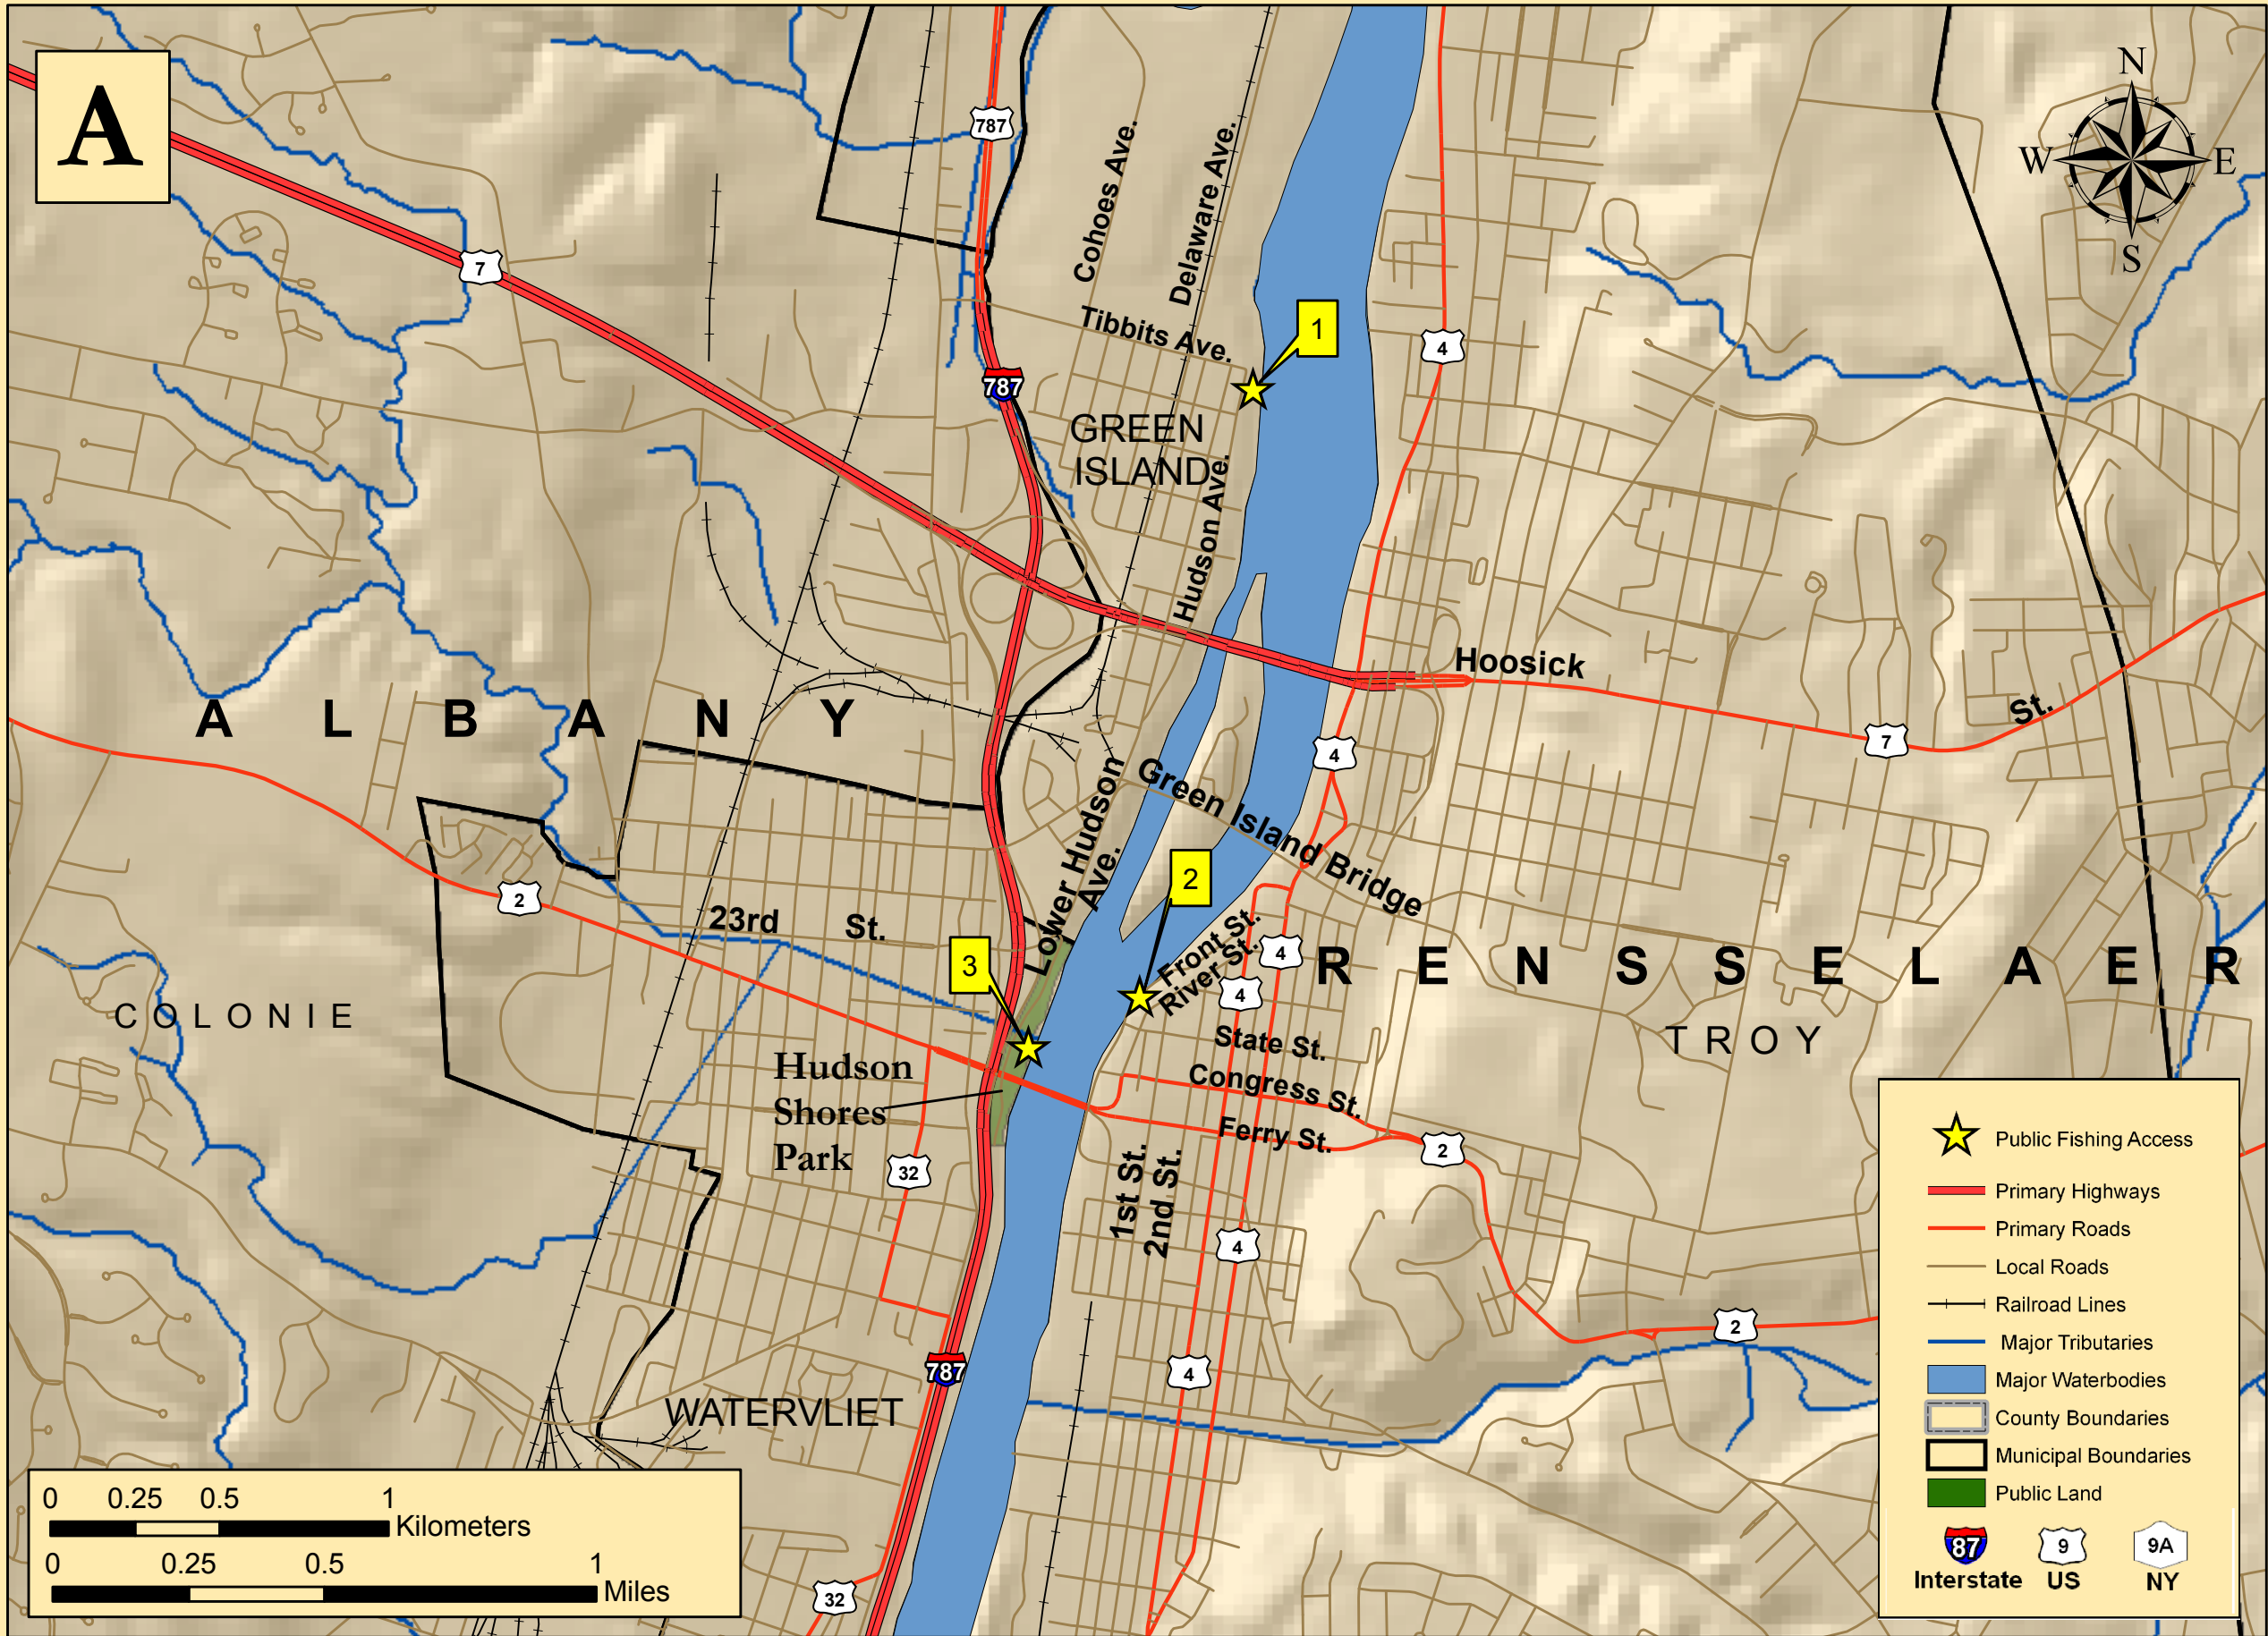 A
N
W
E
S
787
Cohoes Ave.
Delaware Ave.
7
Tibbits Ave.
1
4
787
GREEN
ISLAND
Hudson Ave.
Hoosick
St.
7
A L B A N Y
4
Green Island Bridge
Lower Hudson
Ave.
2
2
23rd St.
Front St.
River St.
3
4
4
R E N S S E L A E R
C O L O N I E
T R O Y
State St.
Congress St.
Ferry St.
Hudson
Shores
Park
32
2
1st St.
2nd St.
4
2
787
4
WATERVLIET
32
0 0.25 0.5 1
Kilometers
0 0.25 0.5 1
Miles
Public Fishing Access
Primary Highways
Primary Roads
Local Roads
Railroad Lines
Major Tributaries
Major Waterbodies
County Boundaries
Municipal Boundaries
Public Land
87 9 9A
Interstate US NY